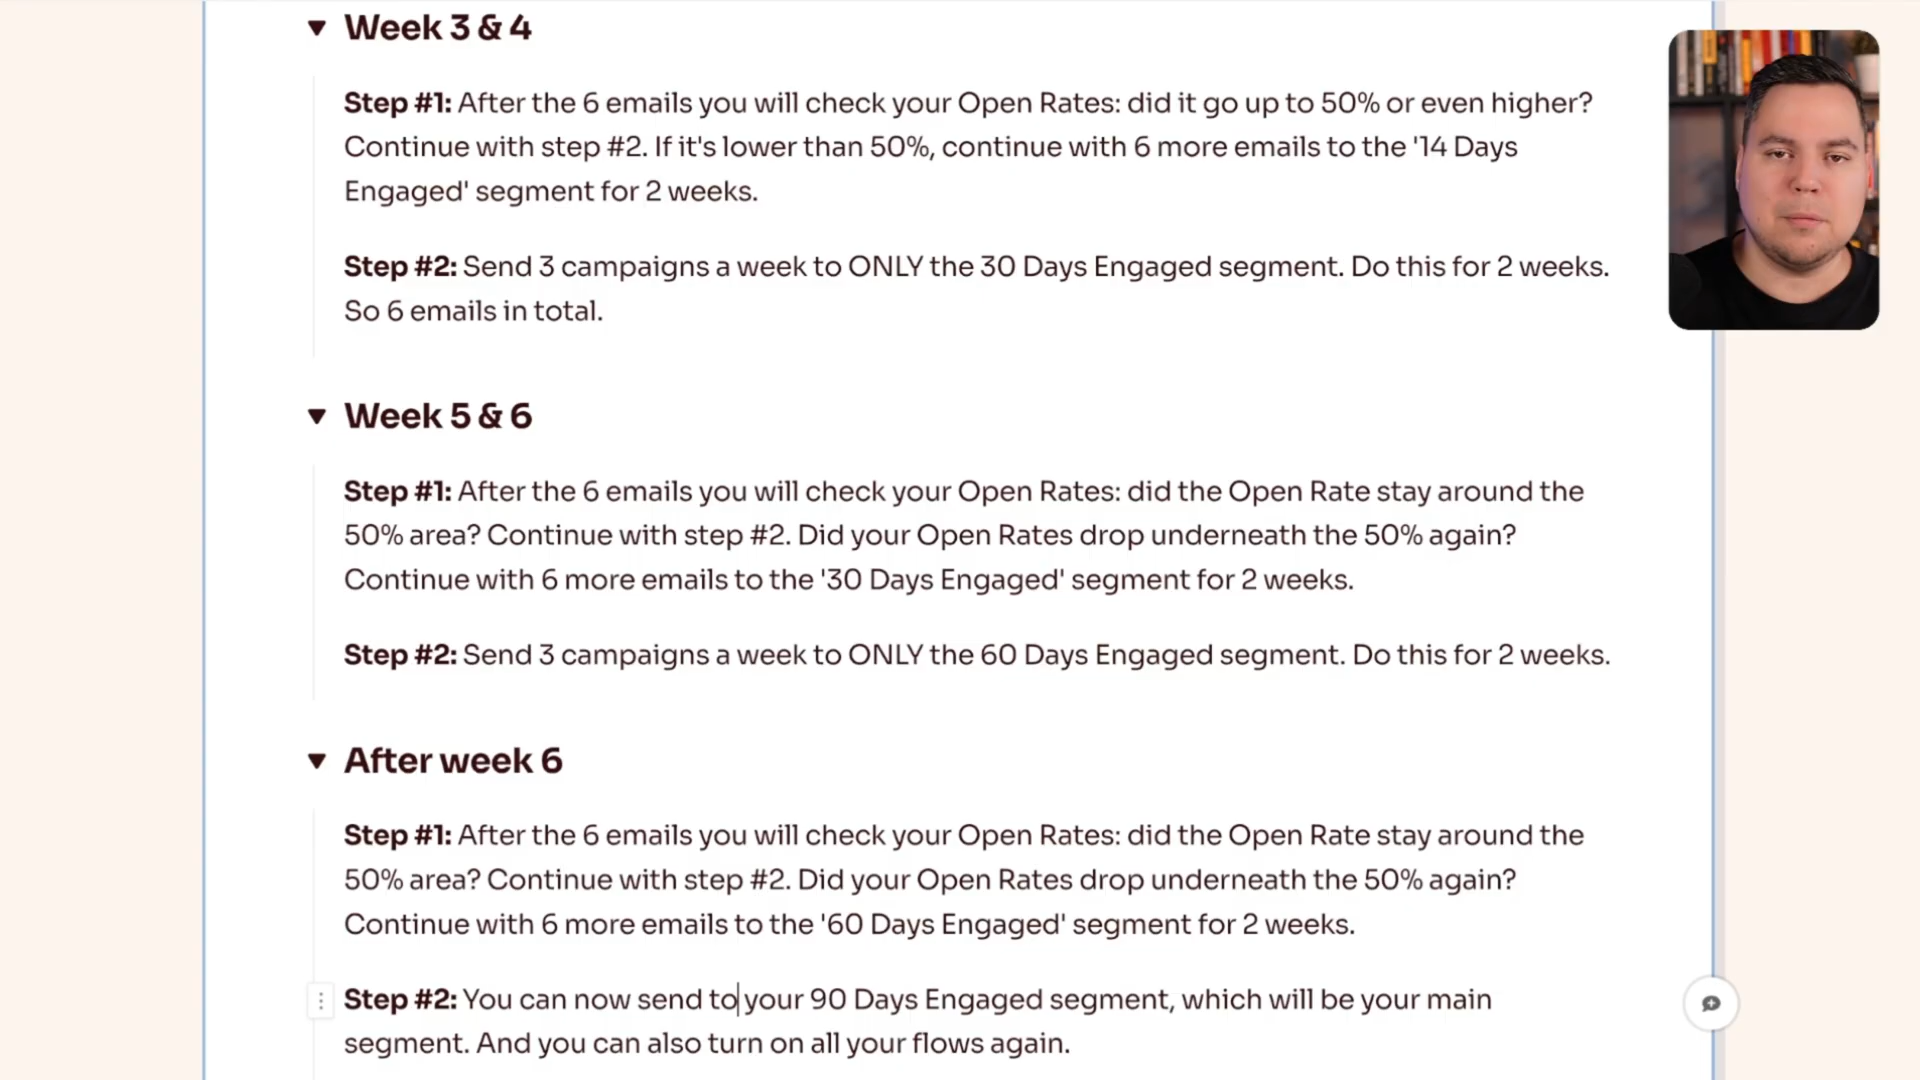 Week 3 & 4
Step #1: After the 6 emails you will check your Open Rates: did it go up to 50% or even higher?
Continue with step #2. If it's lower than 50%, continue with 6 more emails to the '14 Days
Engaged' segment for 2 weeks.
Step #2: Send 3 campaigns a week to ONLY the 30 Days Engaged segment. Do this for 2 weeks.
So 6 emails in total.
Week 5 & 6
Step #1: After the 6 emails you will check your Open Rates: did the Open Rate stay around the
50% area? Continue with step #2. Did your Open Rates drop underneath the 50% again?
Continue with 6 more emails to the '30 Days Engaged' segment for 2 weeks.
Step #2: Send 3 campaigns a week to ONLY the 60 Days Engaged segment. Do this for 2 weeks.
After week 6
Step #1: After the 6 emails you will check your Open Rates: did the Open Rate stay around the
50% area? Continue with step #2. Did your Open Rates drop underneath the 50% again?
Continue with 6 more emails to the '60 Days Engaged' segment for 2 weeks.
Step #2: You can now send to your 90 Days Engaged segment, which will be your main
segment. And you can also turn on all your flows again.